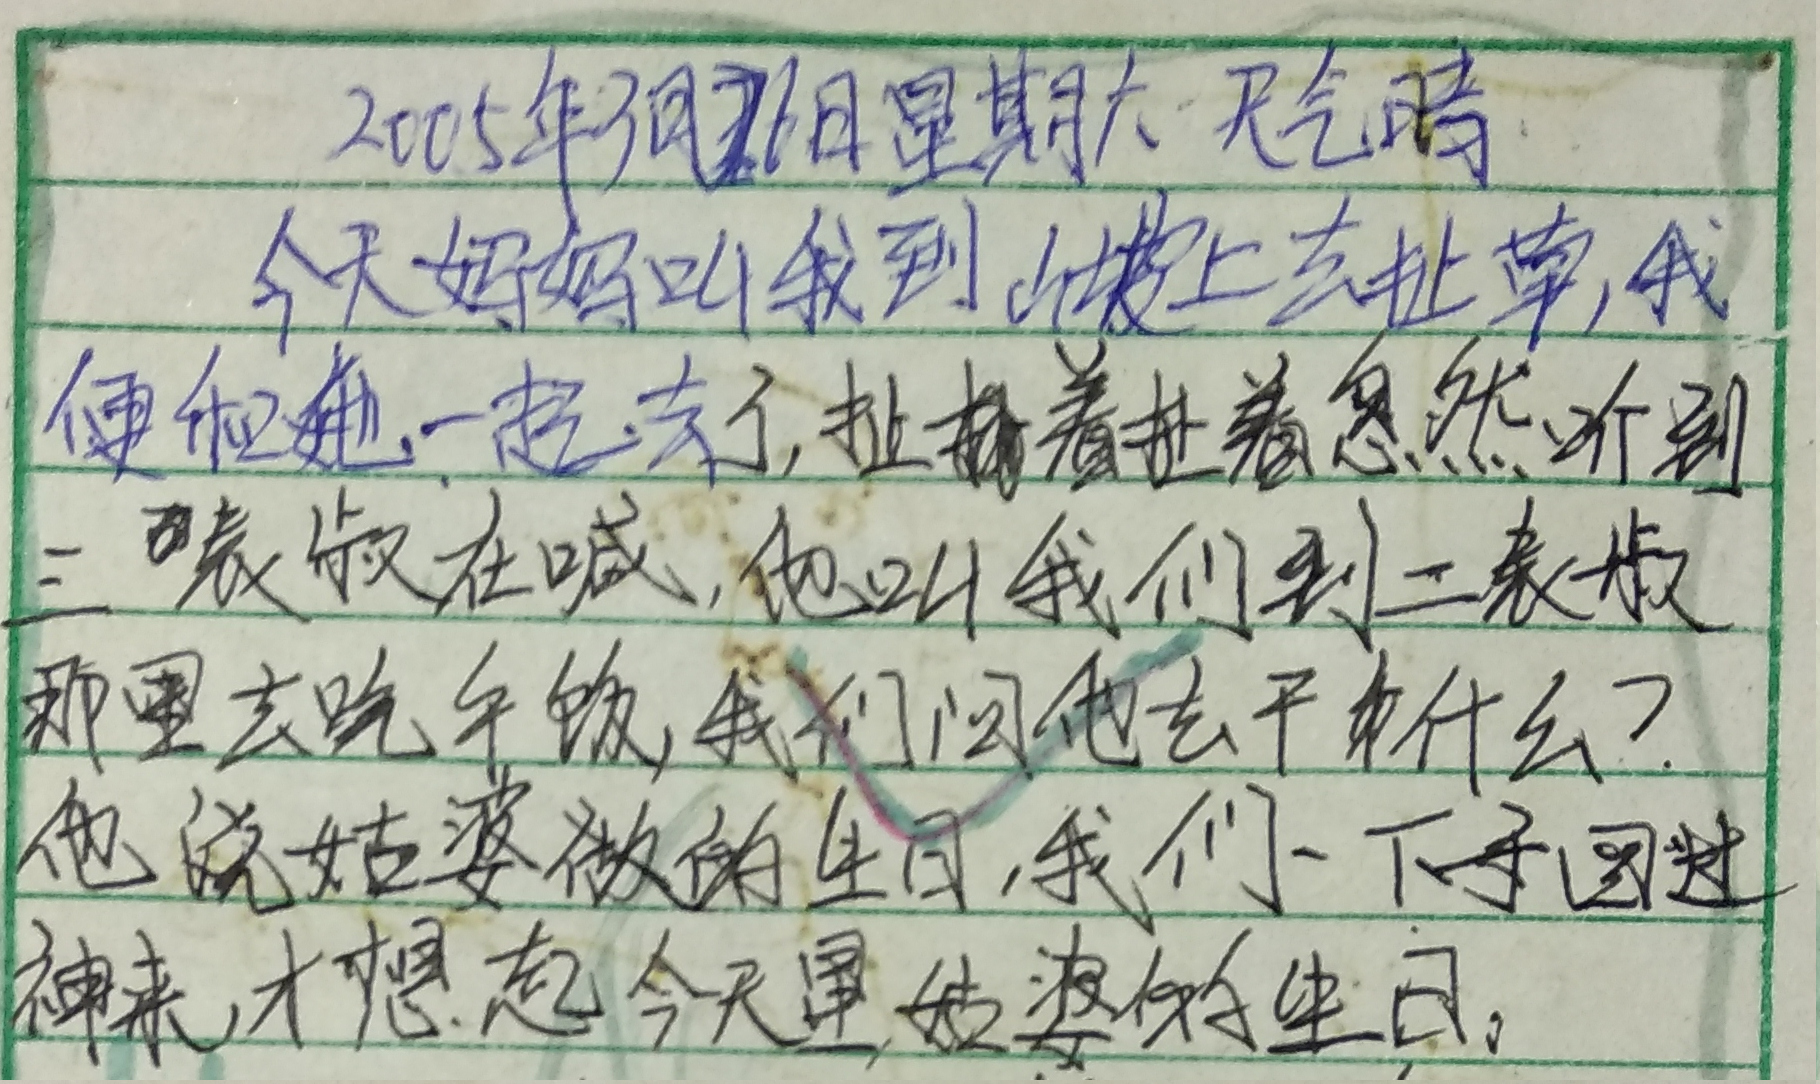 2005年3月26日星期六 天气晴
今天妈妈叫我到山坡上去扯草,我
便和她一起去了,扯着扯着忽然听到
三表叔在喊,他叫我们到二表叔
那里去吃午饭,我们问他去干什么?
他说姑婆做的生日,我们一下子回过
神来,才想起今天是姑婆的生日。